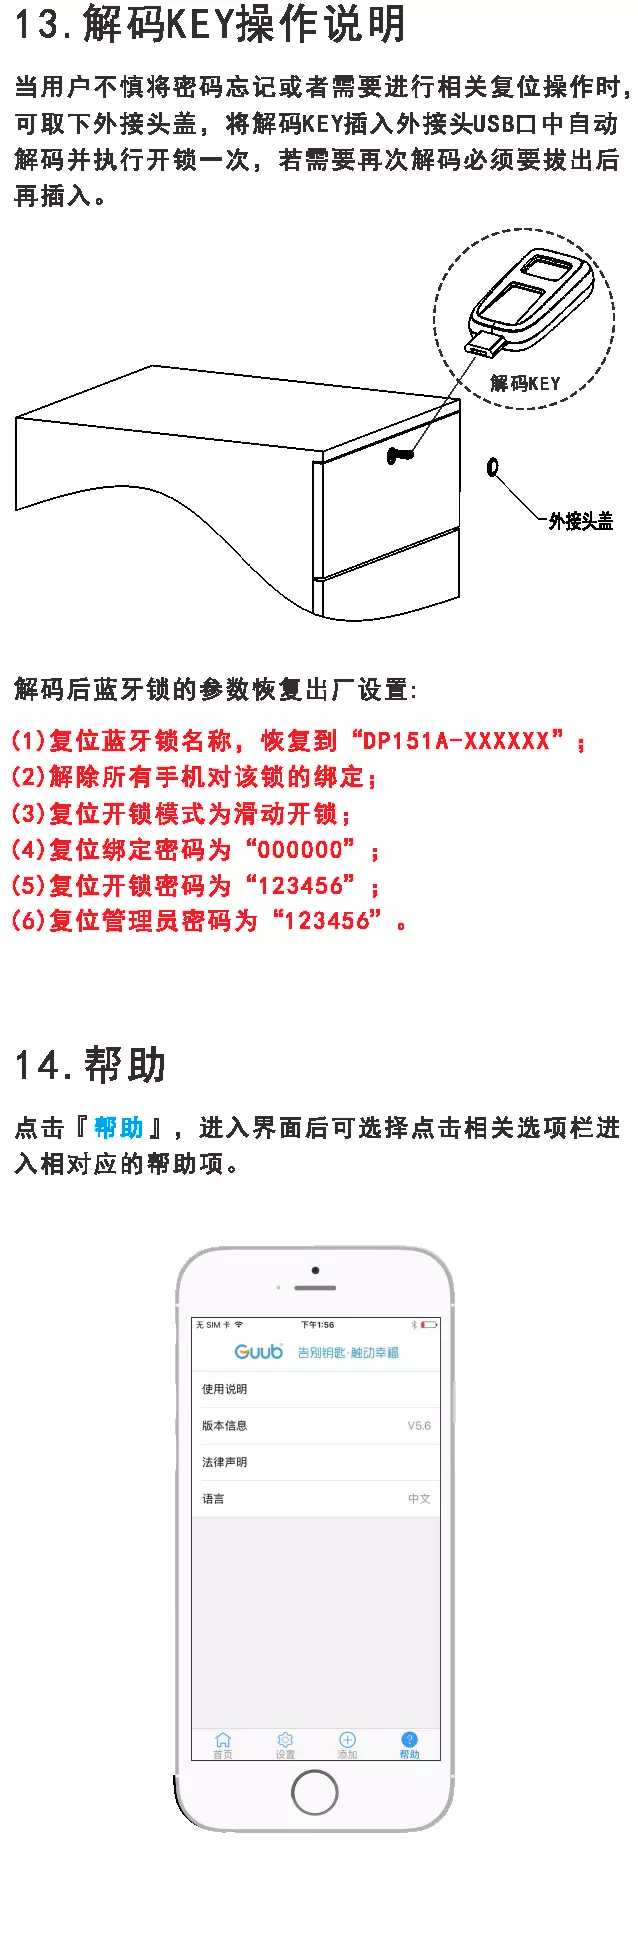 13.解码KEY操作说明
当用户不慎将密码忘记或者需要进行相关复位操作时,
可取下外接头盖，将解码KEY插入外接头USB口中自动
解码并执行开锁一次，若需要再次解码必须要拔出后
再插入。
解码KEY
外接头盖
解码后蓝牙锁的参数恢复出厂设置:
(1)复位蓝牙锁名称，恢复到“DP151A-XXXXXX”；
(2)解除所有手机对该锁的绑定；
(3)复位开锁模式为滑动开锁；
(4)复位绑定密码为“000000”；
(5)复位开锁密码为“123456”；
(6)复位管理员密码为“123456”。
14.帮助
点击『帮助』，进入界面后可选择点击相关选项栏进
入相对应的帮助项。
无 SIM 卡 下午1:56
Guub 告别钥匙·触动幸福
使用说明
版本信息 V5.6
法律声明
语言 中文
首页 设置 添加 帮助